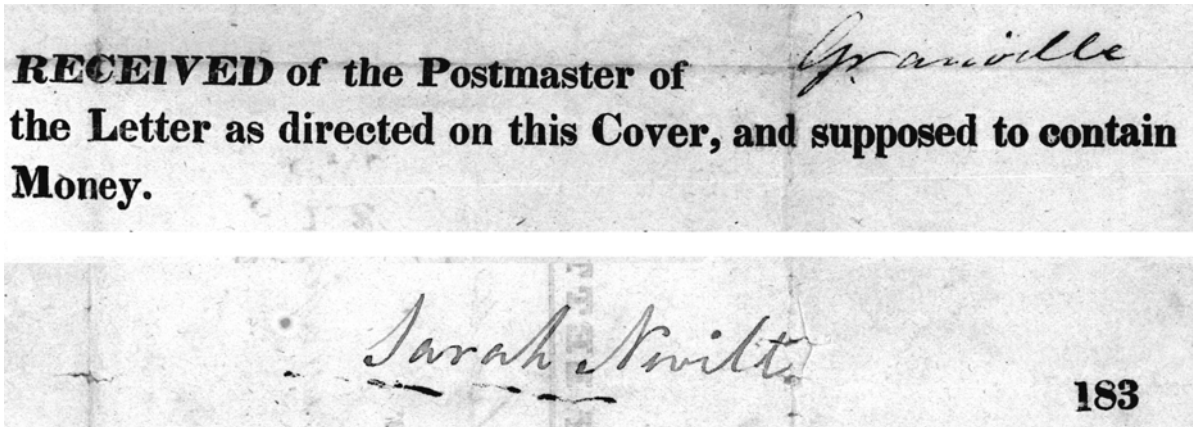 RECEIVED of the Postmaster of Granville
the Letter as directed on this Cover, and supposed to contain
Money.
Sarah
183